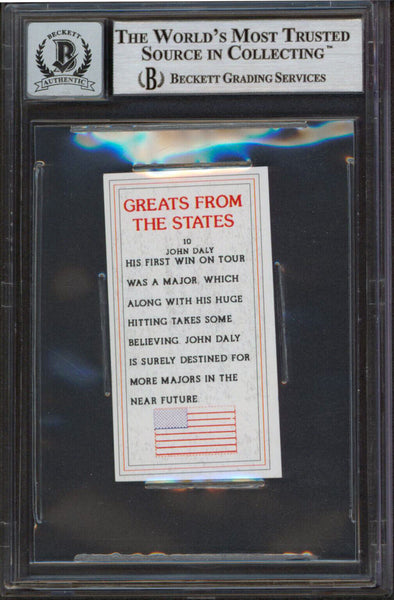 BECKETT
B
AUTHENTIC
THE WORLD'S MOST TRUSTED
SOURCE IN COLLECTING™
B BECKETT GRADING SERVICES
GREATS FROM
THE STATES
10
JOHN DALY
HIS FIRST WIN ON TOUR
WAS A MAJOR, WHICH
ALONG WITH HIS HUGE
HITTING TAKES SOME
BELIEVING. JOHN DALY
IS SURELY DESTINED FOR
MORE MAJORS IN THE
NEAR FUTURE.